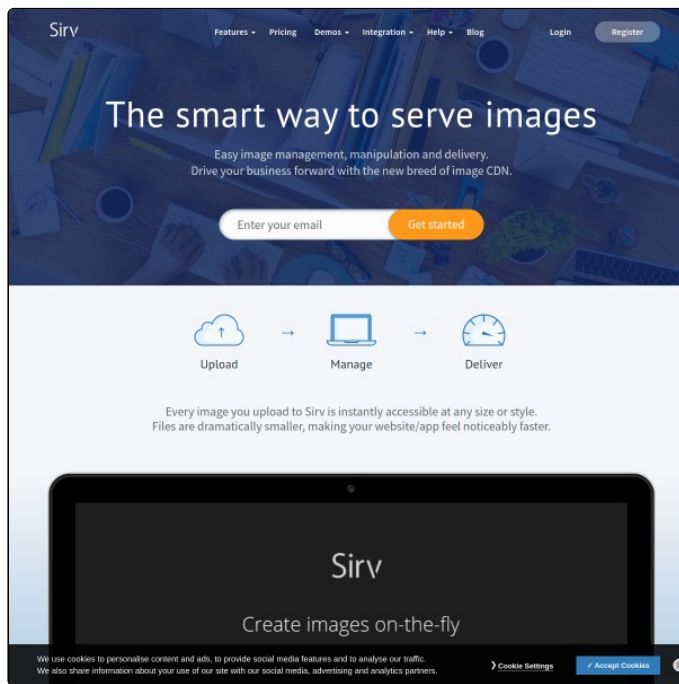 Sirv
Features Pricing Demos Integration Help Blog Login Register
The smart way to serve images
Easy image management, manipulation and delivery.
Drive your business forward with the new breed of image CDN.
Enter your email Get started
Upload → Manage → Deliver
Every image you upload to Sirv is instantly accessible at any size or style.
Files are dramatically smaller, making your website/app feel noticeably faster.
Sirv
Create images on-the-fly
We use cookies to personalise content and ads, to provide social media features and to analyse our traffic.
We also share information about your use of our site with our social media, advertising and analytics partners.
❯ Cookie Settings ✓ Accept Cookies